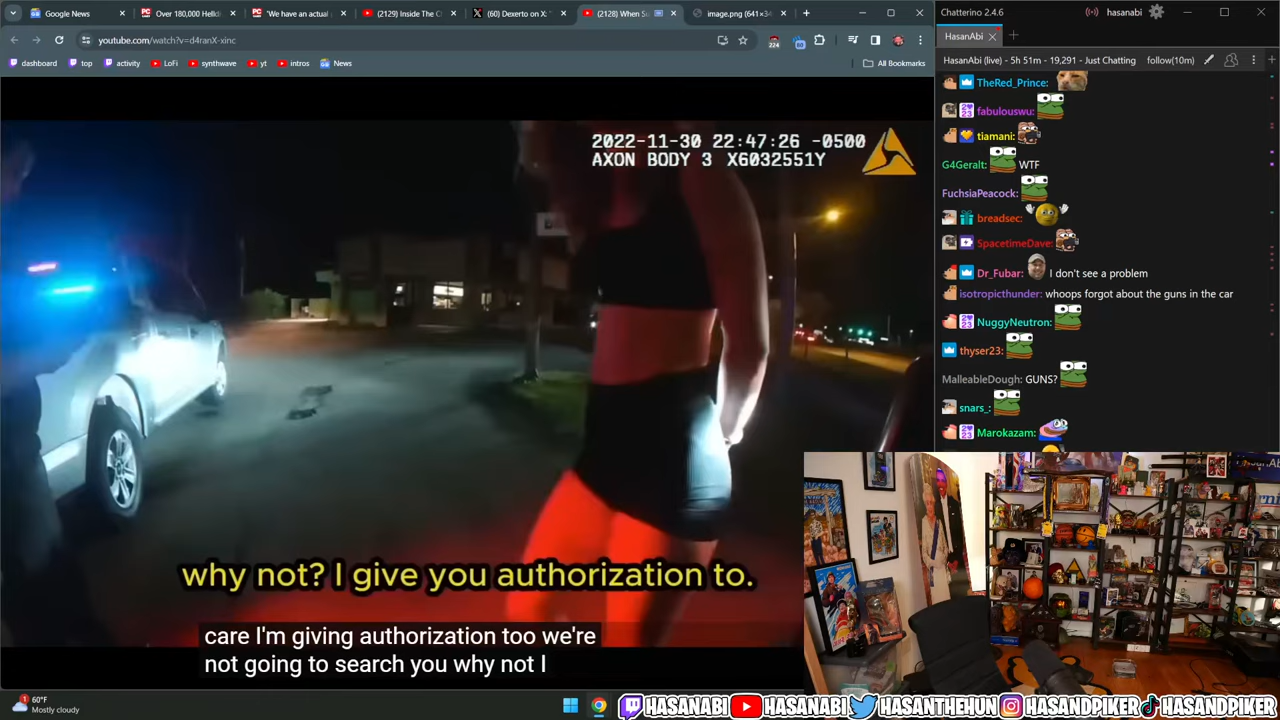 Google News
Over 180,000 Helld
"We have an actual
(2129) Inside The C
(60) Dexerto on X: "
(2128) When S
image.png (641×34
youtube.com/watch?v=d4ranX-xinc
224
dashboard
top
activity
LoFi
synthwave
yt
intros
News
All Bookmarks
2022-11-30 22:47:26 -0500
AXON BODY 3 X6032551Y
why not? I give you authorization to.
care I'm giving authorization too we're
not going to search you why not I
Chatterino 2.4.6
hasanabi
HasanAbi
HasanAbi (live) - 5h 51m - 19,291 - Just Chatting
follow(10m)
TheRed_Prince:
fabulouswu:
tiamani:
G4Geralt: WTF
FuchsiaPeacock:
breadsec:
SpacetimeDave:
Dr_Fubar: I don't see a problem
isotropicthunder: whoops forgot about the guns in the car
NuggyNeutron:
thyser23:
MalleableDough: GUNS?
snars_:
Marokazam:
1
60°F
Mostly cloudy
HASANABI HASANABI HASANTHEHUN HASANDPIKER HASANDPIKER